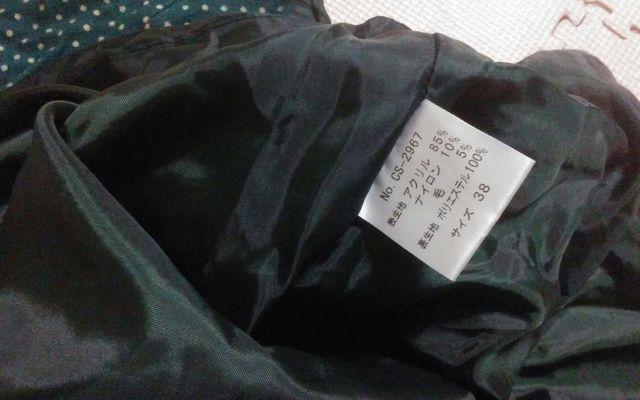 No. CS-2967
表生地 アクリル 85%
ナイロン 10%
毛 5%
裏生地 ポリエステル100%
サイズ 38